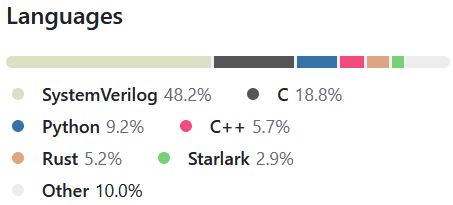 Languages
SystemVerilog 48.2% C 18.8%
Python 9.2% C++ 5.7%
Rust 5.2% Starlark 2.9%
Other 10.0%